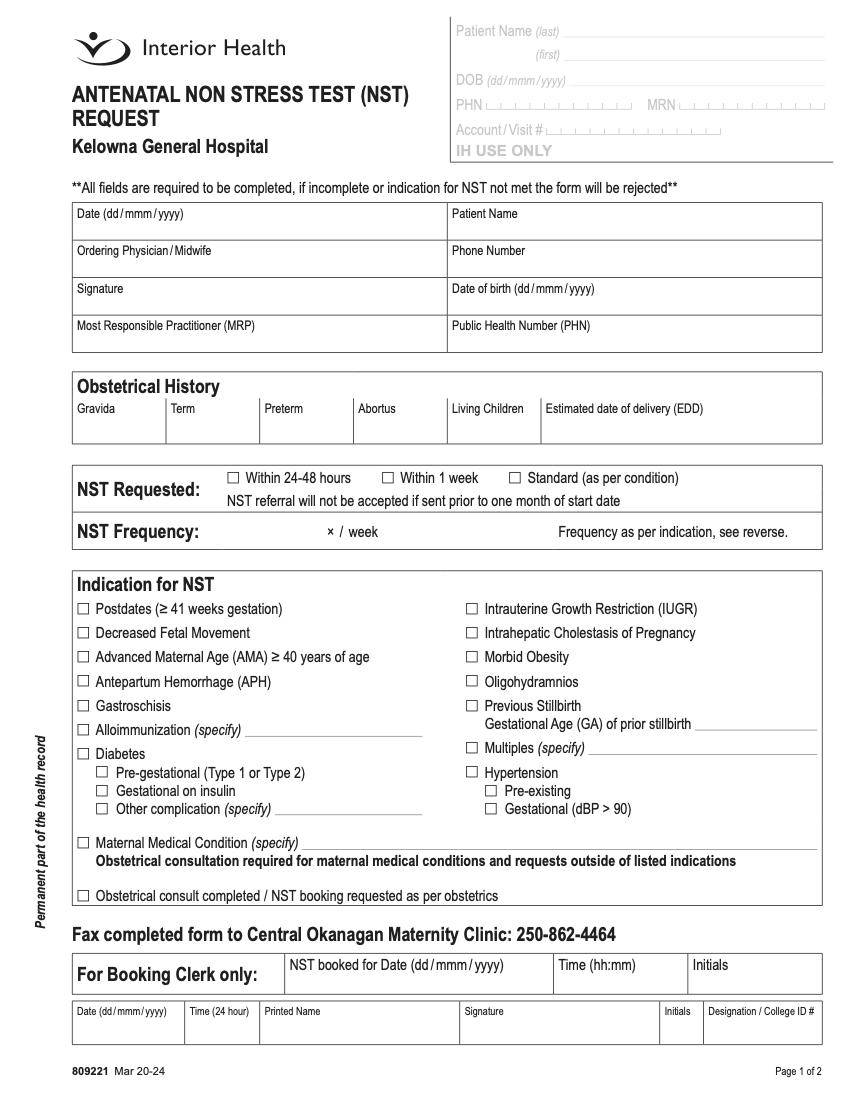 Interior Health
ANTENATAL NON STRESS TEST (NST)
REQUEST
Kelowna General Hospital
Patient Name (last)
(first)
DOB (dd/mmm/yyyy)
PHN MRN
Account/Visit #
IH USE ONLY
**All fields are required to be completed, if incomplete or indication for NST not met the form will be rejected**
Date (dd/mmm/yyyy) Patient Name
Ordering Physician/Midwife Phone Number
Signature Date of birth (dd/mmm/yyyy)
Most Responsible Practitioner (MRP) Public Health Number (PHN)
Obstetrical History
Gravida Term Preterm Abortus Living Children Estimated date of delivery (EDD)
NST Requested: ☐ Within 24-48 hours ☐ Within 1 week ☐ Standard (as per condition)
NST referral will not be accepted if sent prior to one month of start date
NST Frequency: × / week Frequency as per indication, see reverse.
Indication for NST
☐ Postdates (≥ 41 weeks gestation)
☐ Decreased Fetal Movement
☐ Advanced Maternal Age (AMA) ≥ 40 years of age
☐ Antepartum Hemorrhage (APH)
☐ Gastroschisis
☐ Alloimmunization (specify)
☐ Diabetes
☐ Pre-gestational (Type 1 or Type 2)
☐ Gestational on insulin
☐ Other complication (specify)
☐ Intrauterine Growth Restriction (IUGR)
☐ Intrahepatic Cholestasis of Pregnancy
☐ Morbid Obesity
☐ Oligohydramnios
☐ Previous Stillbirth
Gestational Age (GA) of prior stillbirth
☐ Multiples (specify)
☐ Hypertension
☐ Pre-existing
☐ Gestational (dBP > 90)
☐ Maternal Medical Condition (specify)
Obstetrical consultation required for maternal medical conditions and requests outside of listed indications
☐ Obstetrical consult completed / NST booking requested as per obstetrics
Permanent part of the health record
Fax completed form to Central Okanagan Maternity Clinic: 250-862-4464
For Booking Clerk only: NST booked for Date (dd/mmm/yyyy) Time (hh:mm) Initials
Date (dd/mmm/yyyy) Time (24 hour) Printed Name Signature Initials Designation / College ID #
809221 Mar 20-24 Page 1 of 2